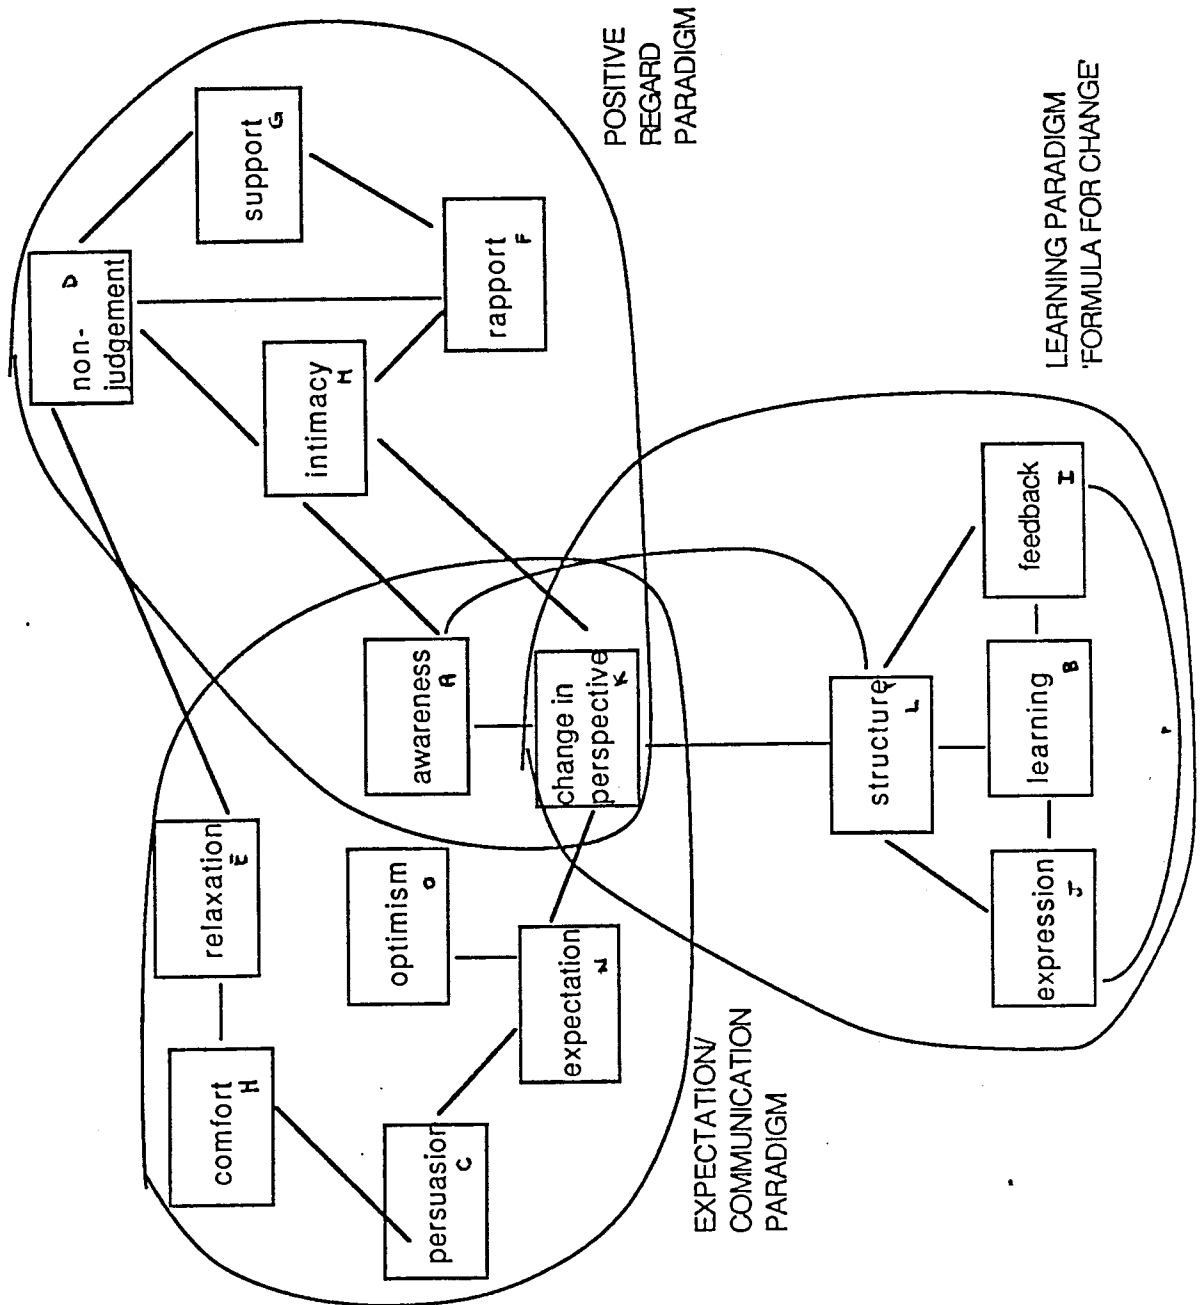 non-
judgement
D
comfort
H
relaxation
E
support
G
intimacy
M
optimism
O
awareness
A
persuasion
C
rapport
F
expectation
N
change in
perspective
K
POSITIVE
REGARD
PARADIGM
EXPECTATION/
COMMUNICATION
PARADIGM
structure
L
expression
J
learning
B
feedback
I
LEARNING PARADIGM
'FORMULA FOR CHANGE'